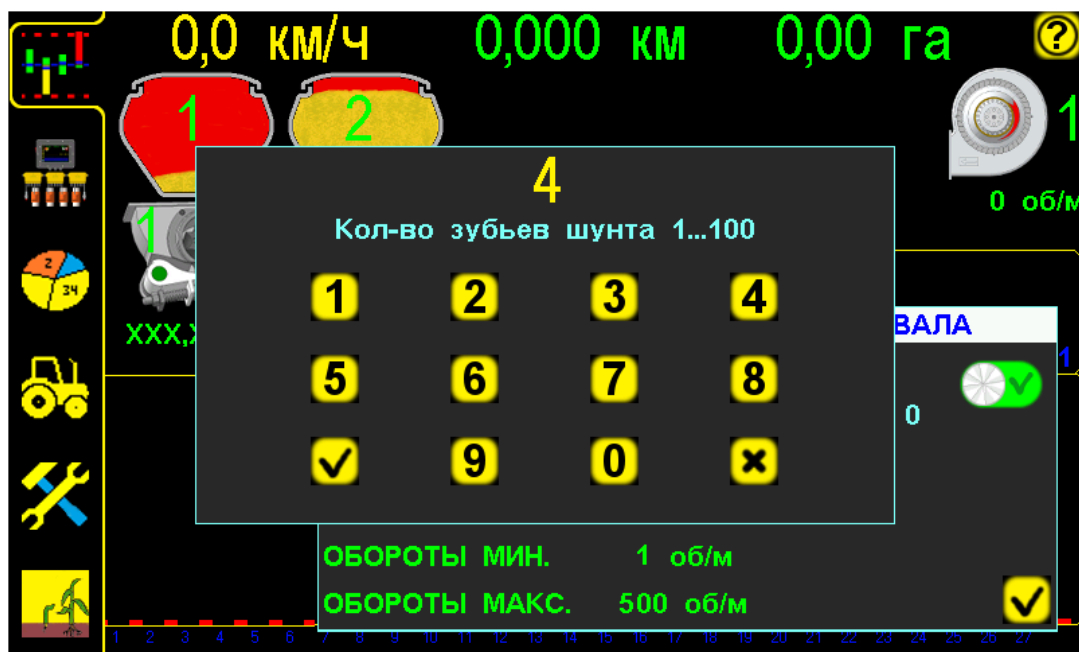 0,0 км/ч 0,000 км 0,00 га ?
1 2 1
0 об/м
4
Кол-во зубьев шунта 1...100
1
2
34
1 2 3 4
ВАЛА
XXX,
1
5 6 7 8
0
9 0
ОБОРОТЫ МИН. 1 об/м
ОБОРОТЫ МАКС. 500 об/м
1 2 3 4 5 6 7 8 9 10 11 12 13 14 15 16 17 18 19 20 21 22 23 24 25 26 27